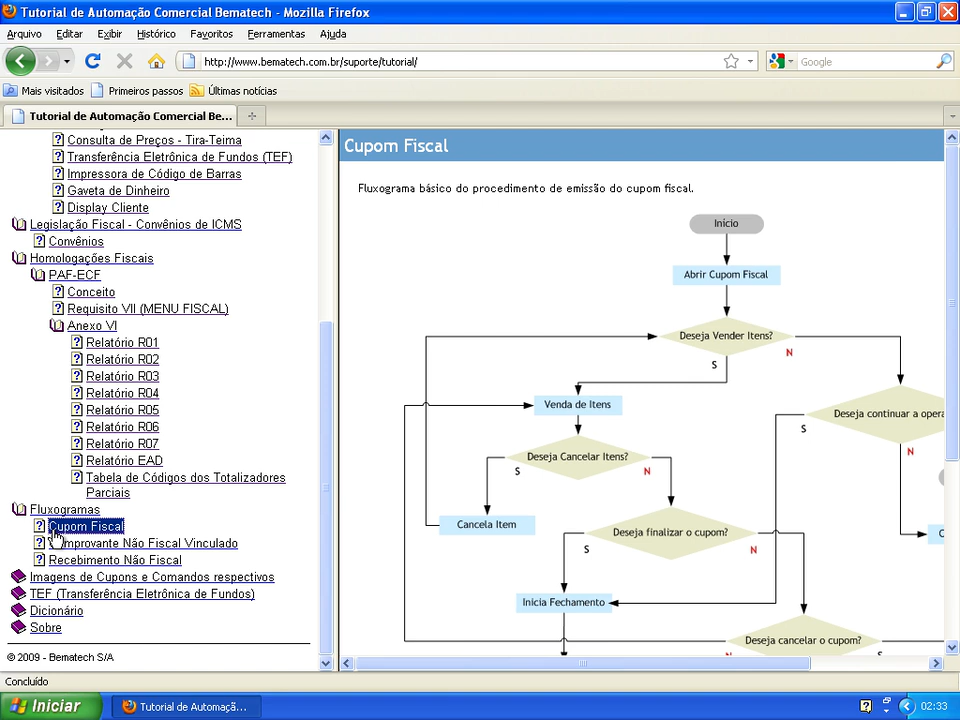 Tutorial de Automação Comercial Bematech - Mozilla Firefox
Arquivo Editar Exibir Histórico Favoritos Ferramentas Ajuda
http://www.bematech.com.br/suporte/tutorial/
Google
Mais visitados Primeiros passos Últimas notícias
Tutorial de Automação Comercial Be...
Consulta de Preços - Tira-Teima
Transferência Eletrônica de Fundos (TEF)
Impressora de Código de Barras
Gaveta de Dinheiro
Display Cliente
Legislação Fiscal - Convênios de ICMS
Convênios
Homologações Fiscais
PAF-ECF
Conceito
Requisito VII (MENU FISCAL)
Anexo VI
Relatório R01
Relatório R02
Relatório R03
Relatório R04
Relatório R05
Relatório R06
Relatório R07
Relatório EAD
Tabela de Códigos dos Totalizadores
Parciais
Fluxogramas
Cupom Fiscal
Comprovante Não Fiscal Vinculado
Recebimento Não Fiscal
Imagens de Cupons e Comandos respectivos
TEF (Transferência Eletrônica de Fundos)
Dicionário
Sobre
© 2009 - Bematech S/A
Cupom Fiscal
Fluxograma básico do procedimento de emissão do cupom fiscal.
Início
Abrir Cupom Fiscal
Deseja Vender Itens?
N
S
Venda de Itens
Deseja continuar a opera
S
N
Deseja Cancelar Itens?
S
N
Cancela Item
Deseja finalizar o cupom?
S
N
Inicia Fechamento
Deseja cancelar o cupom?
Concluído
Iniciar
Tutorial de Automaçã...
02:33